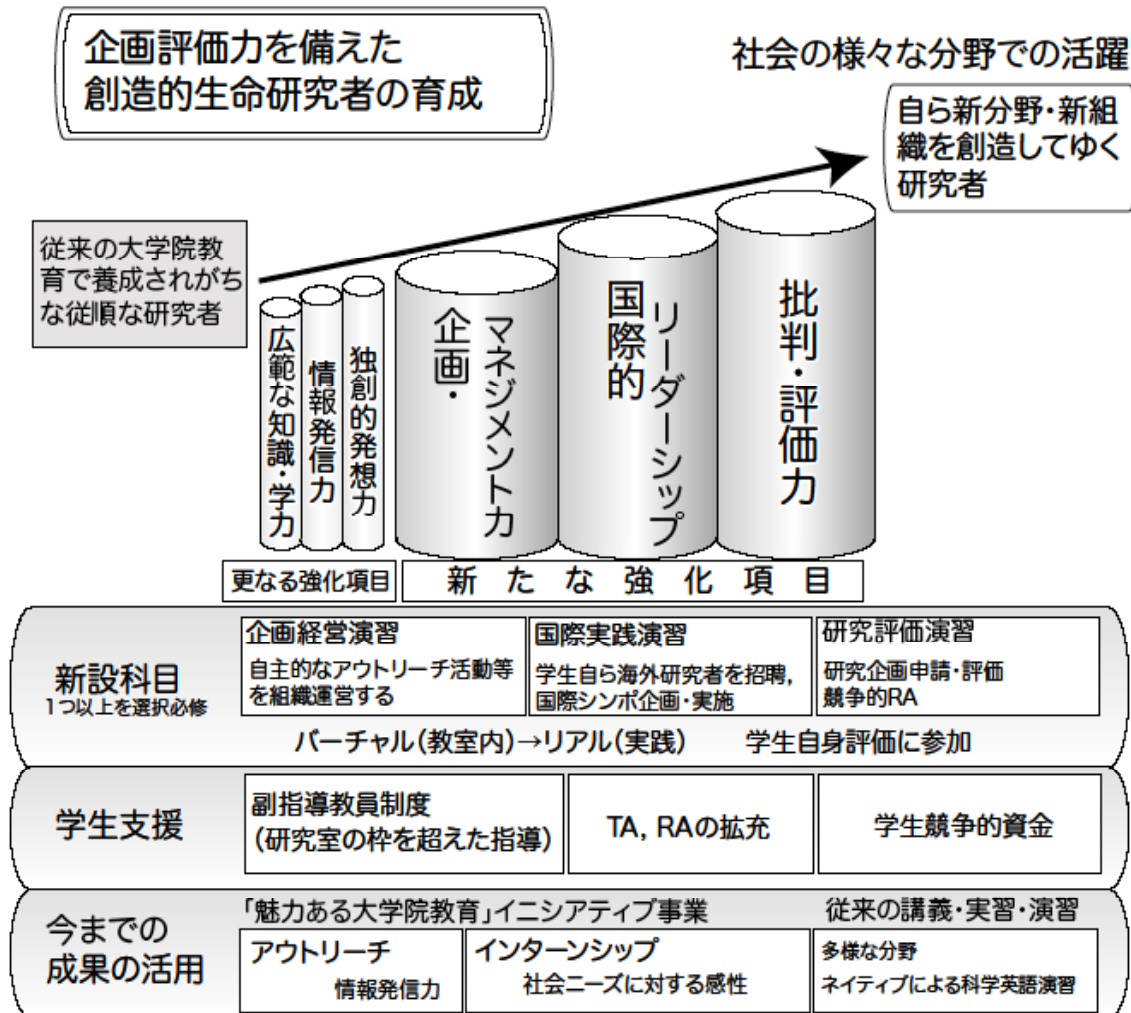 企画評価力を備えた
創造的生命研究者の育成
社会の様々な分野での活躍
自ら新分野・新組
織を創造してゆく
研究者
従来の大学院教
育で養成されがち
な従順な研究者
広範な知識・学力
情報発信力
独創的発想力
企画・
マネジメント力
国際的
リーダーシップ
批判・評価力
更なる強化項目
新たな強化項目
新設科目
1つ以上を選択必修
企画経営演習
自主的なアウトリーチ活動等
を組織運営する
国際実践演習
学生自ら海外研究者を招聘,
国際シンポ企画・実施
研究評価演習
研究企画申請・評価
競争的RA
バーチャル(教室内)→リアル(実践)
学生自身評価に参加
学生支援
副指導教員制度
(研究室の枠を超えた指導)
TA, RAの拡充
学生競争的資金
今までの
成果の活用
「魅力ある大学院教育」イニシアティブ事業
従来の講義・実習・演習
アウトリーチ
情報発信力
インターンシップ
社会ニーズに対する感性
多様な分野
ネイティブによる科学英語演習